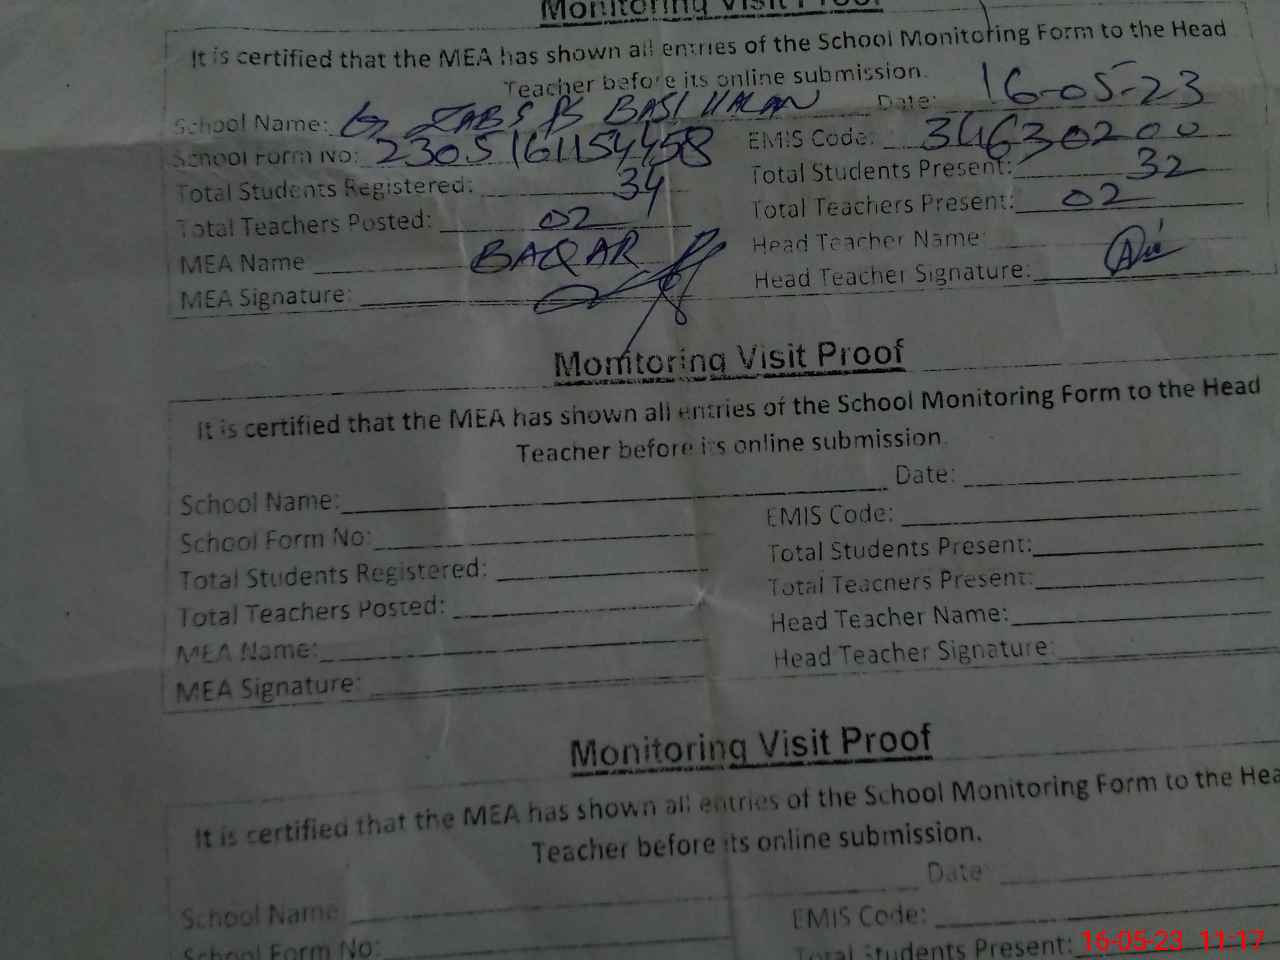 Monitoring Visit Proof
It is certified that the MEA has shown all entries of the School Monitoring Form to the Head
Teacher before its online submission.
School Name: BASI Date: 16-05-23
School Form No: 2305161154458 EMIS Code: 34630200
Total Students Registered: 34 Total Students Present: 32
Total Teachers Posted: 02 Total Teachers Present: 02
MEA Name BAQAR Head Teacher Name
MEA Signature: Head Teacher Signature:
Monitoring Visit Proof
It is certified that the MEA has shown all entries of the School Monitoring Form to the Head
Teacher before its online submission.
School Name: Date:
School Form No: EMIS Code:
Total Students Registered: Total Students Present:
Total Teachers Posted: Total Teachers Present:
MEA Name: Head Teacher Name:
MEA Signature: Head Teacher Signature:
Monitoring Visit Proof
It is certified that the MEA has shown all entries of the School Monitoring Form to the Hea
Teacher before its online submission.
School Name Date
School Form No: EMIS Code:
Total Students Present:
16-05-23 11:17